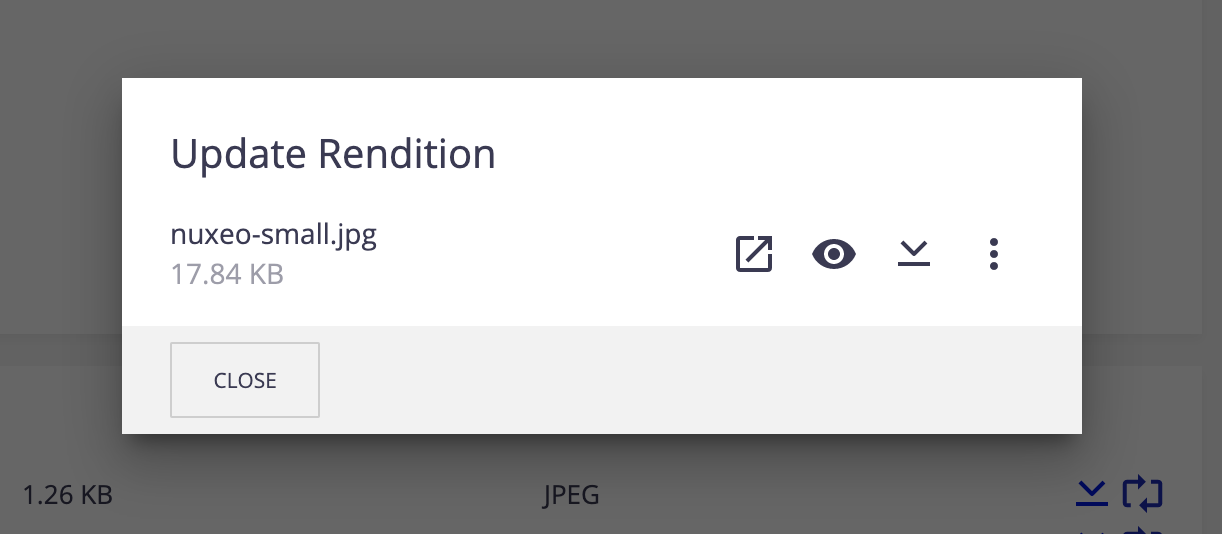 Update Rendition
nuxeo-small.jpg
17.84 KB
CLOSE
1.26 KB JPEG